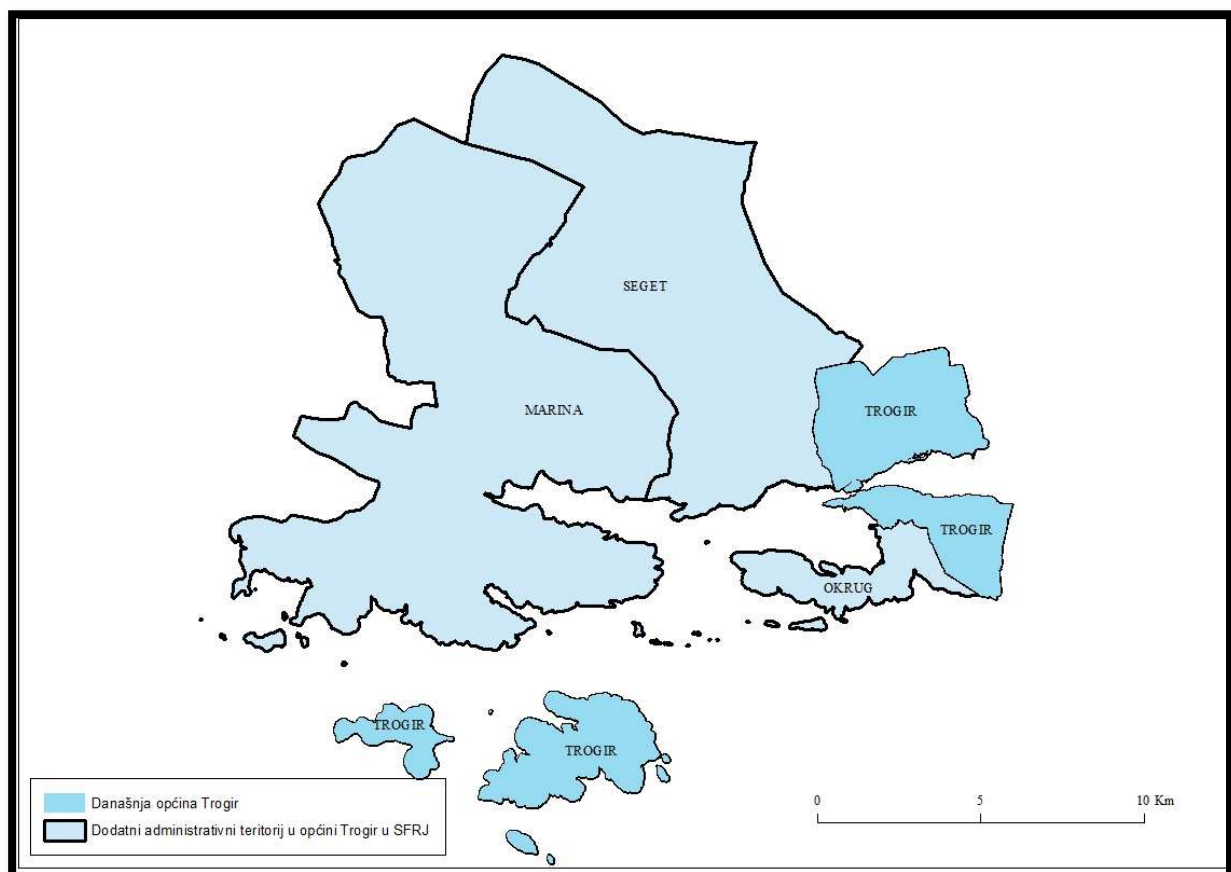 SEGET
TROGIR
MARINA
TROGIR
OKRUG
TROGIR
TROGIR
Današnja općina Trogir
Dodatni administrativni teritorij u općini Trogir u SFRJ
0 5 10 Km